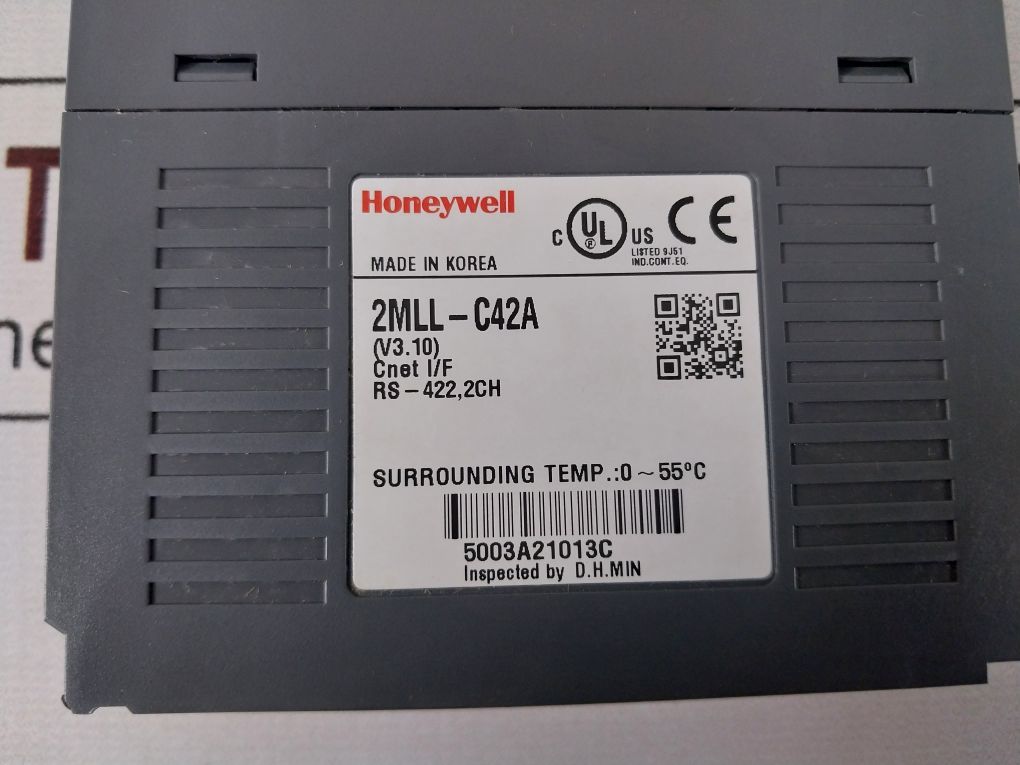 Honeywell
C UL US CE
LISTED 9J51
IND.CONT.EQ.
MADE IN KOREA
2MLL-C42A
(V3.10)
Cnet I/F
RS-422,2CH
SURROUNDING TEMP.:0~55°C
5003A21013C
Inspected by D.H.MIN
T
ne